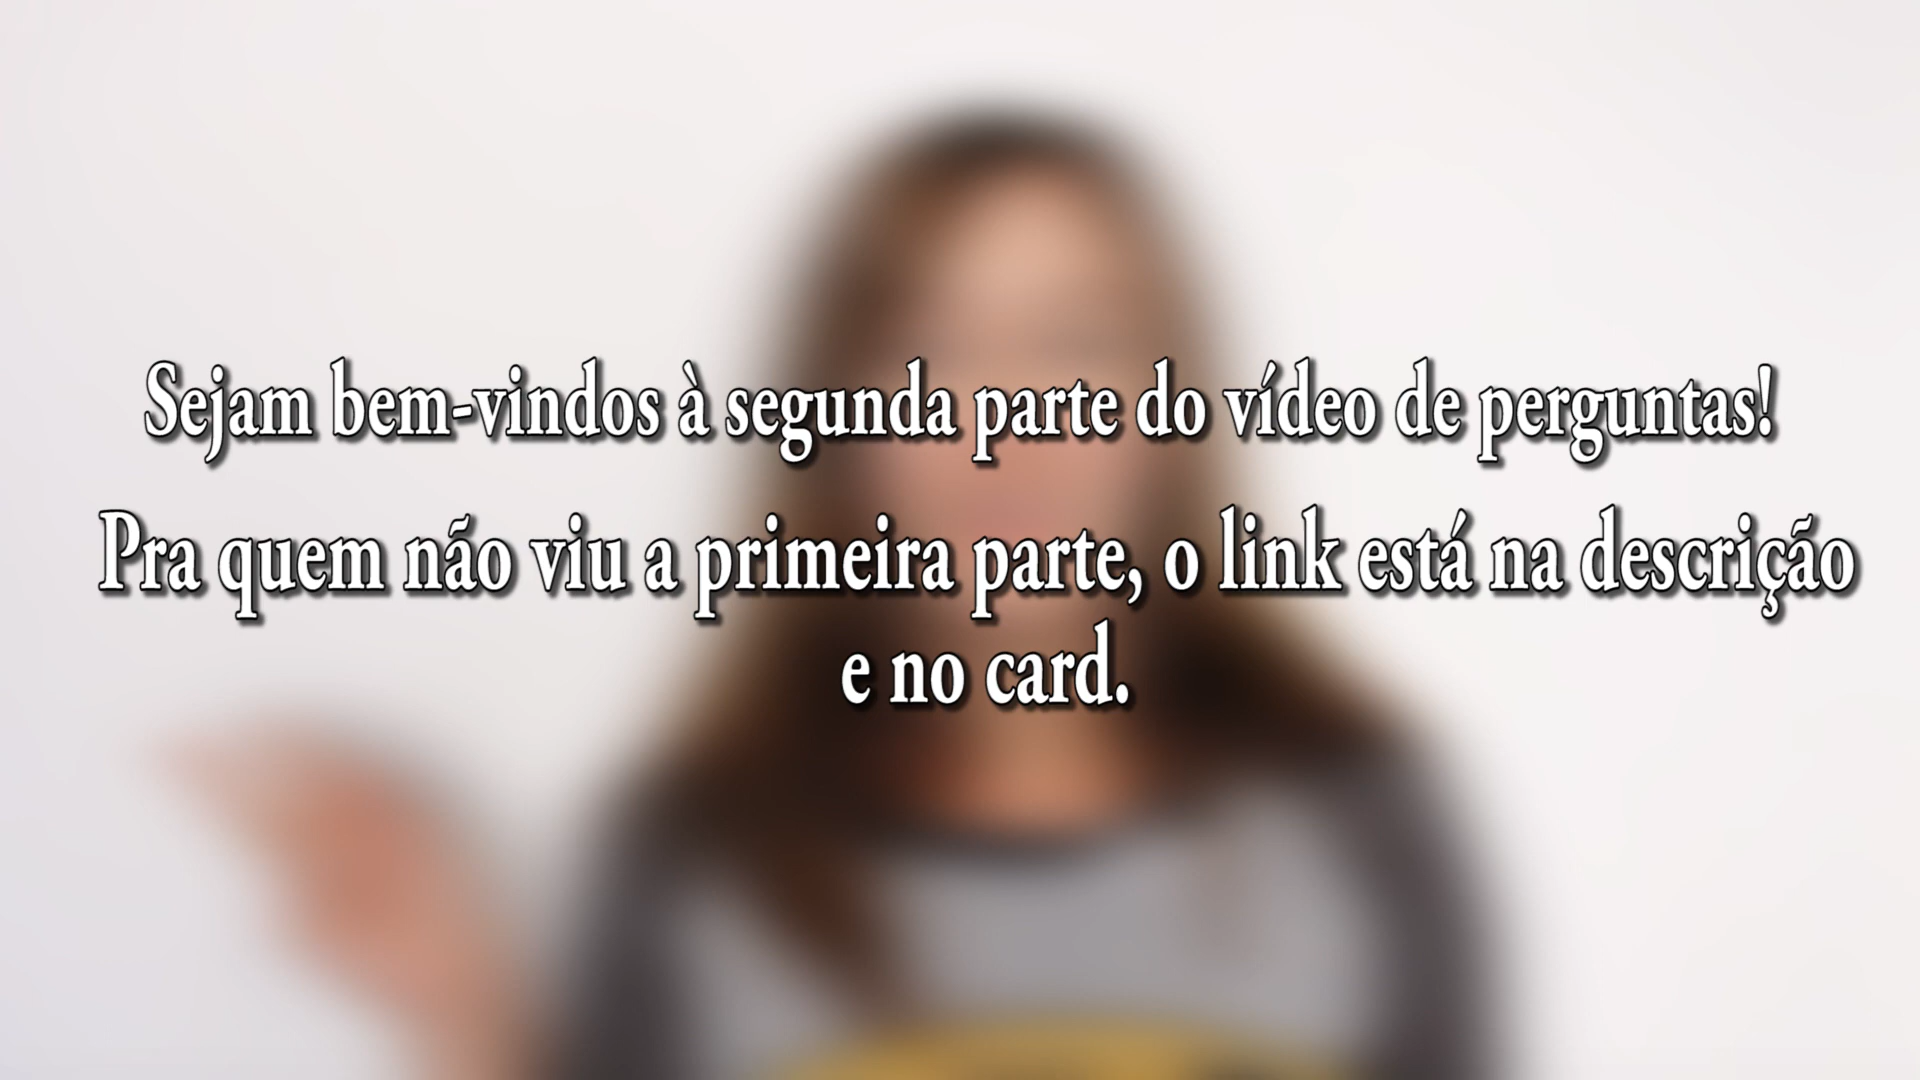 Sejam bem-vindos à segunda parte do vídeo de perguntas!
Pra quem não viu a primeira parte, o link está na descrição
e no card.